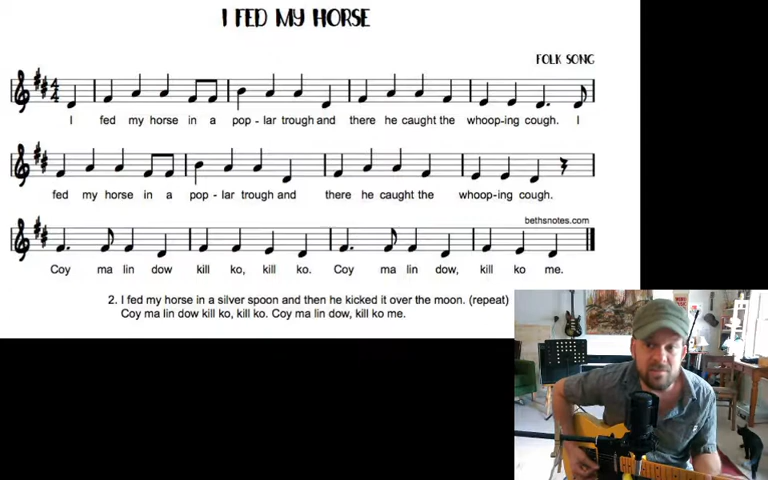 I FED MY HORSE
FOLK SONG
4
4
I fed my horse in a pop - lar trough and there he caught the whoop-ing cough. I
fed my horse in a pop - lar trough and there he caught the whoop-ing cough.
bethsnotes.com
Coy ma lin dow kill ko, kill ko. Coy ma lin dow, kill ko me.
2. I fed my horse in a silver spoon and then he kicked it over the moon. (repeat)
Coy ma lin dow kill ko, kill ko. Coy ma lin dow, kill ko me.